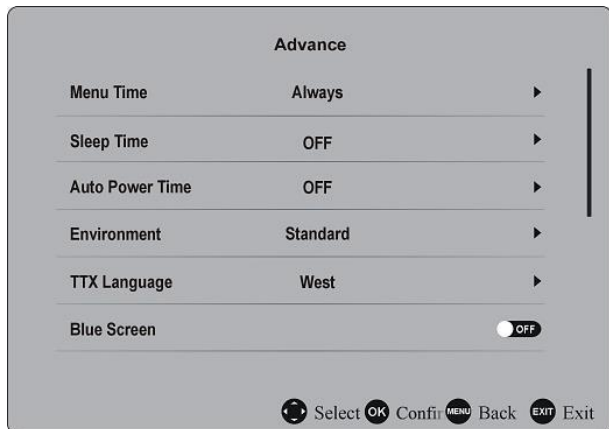 Advance
Menu Time Always
Sleep Time OFF
Auto Power Time OFF
Environment Standard
TTX Language West
Blue Screen OFF
Select OK Confir MENU Back EXIT Exit